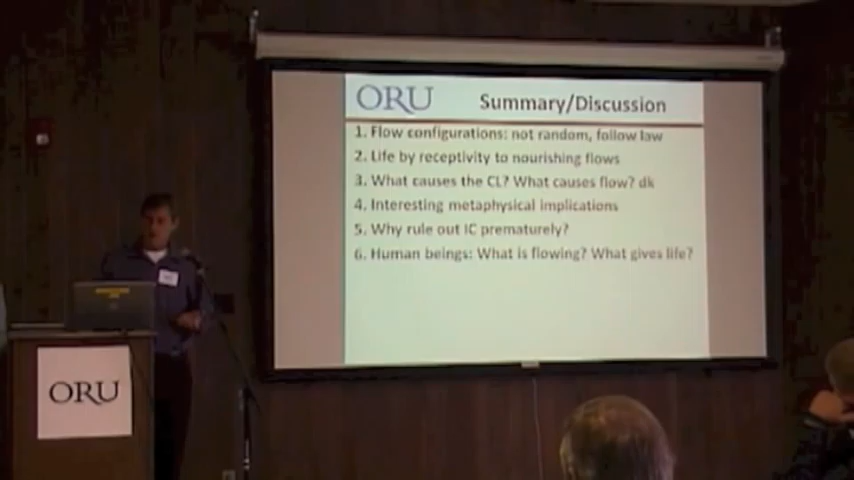 ORU Summary/Discussion
1. Flow configurations: not random, follow law
2. Life by receptivity to nourishing flows
3. What causes the CL? What causes flow? dk
4. Interesting metaphysical implications
5. Why rule out IC prematurely?
6. Human beings: What is flowing? What gives life?
ORU